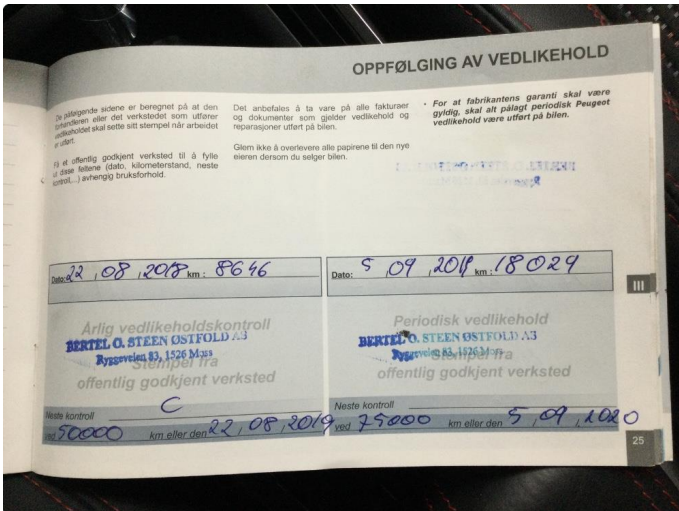 OPPFØLGING AV VEDLIKEHOLD
De påfølgende sidene er beregnet på at den
forhandleren eller det verkstedet som utfører
vedlikeholdet skal sette sitt stempel når arbeidet
er utført.
Få et offentlig godkjent verksted til å fylle
ut disse feltene (dato, kilometerstand, neste
kontroll,...) avhengig bruksforhold.
Det anbefales å ta vare på alle fakturaer
og dokumenter som gjelder vedlikehold og
reparasjoner utført på bilen.
Glem ikke å overlevere alle papirene til den nye
eieren dersom du selger bilen.
- For at fabrikantens garanti skal være
gyldig, skal alt pålagt periodisk Peugeot
vedlikehold være utført på bilen.
Dato: 22,08,2018 km: 8646
Årlig vedlikeholdskontroll
BERTEL O. STEEN ØSTFOLD AS
Ryggeveien 83, 1526 Moss
Stempel fra
offentlig godkjent verksted
C
Neste kontroll
ved 50000 km eller den 22,08,2019
Dato: 5,09,2019 km: 18029
Periodisk vedlikehold
BERTEL O. STEEN ØSTFOLD AS
Ryggeveien 83, 1526 Moss
Stempel fra
offentlig godkjent verksted
Neste kontroll
ved 75000 km eller den 5,09,2020
III
25